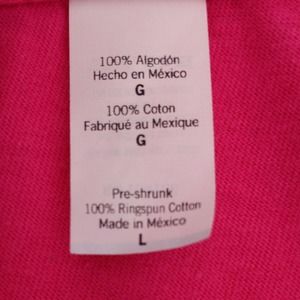 100% Algodón
Hecho en México
G
100% Coton
Fabriqué au Mexique
G
Pre-shrunk
100% Ringspun Cotton
Made in México
L